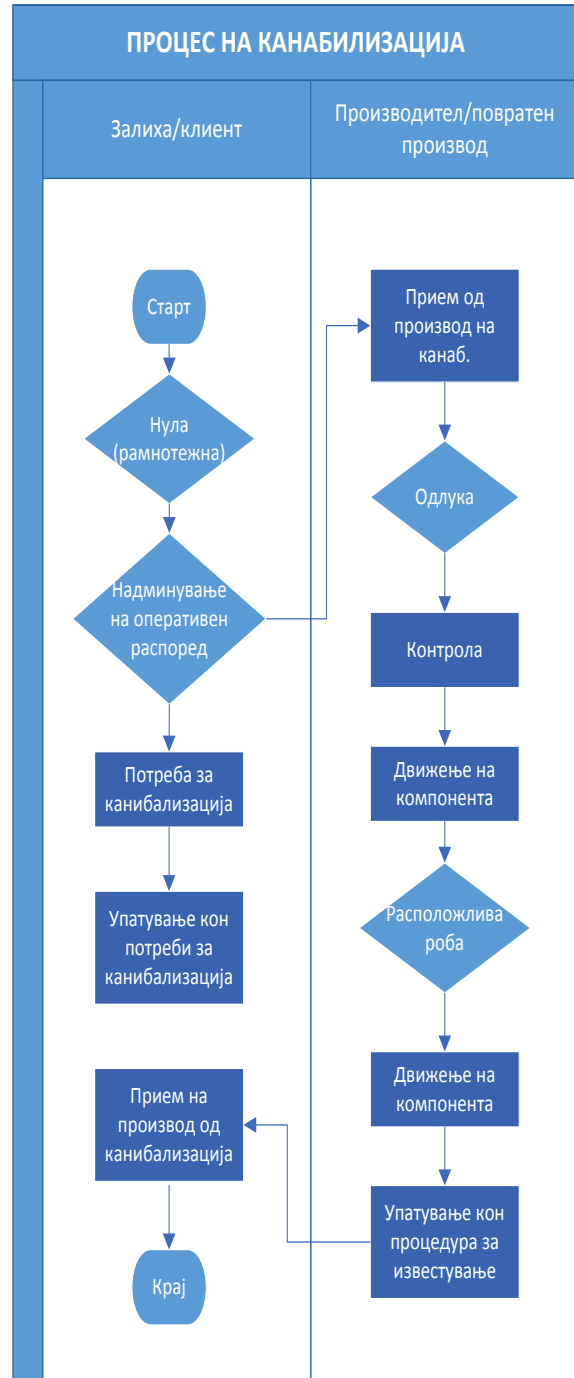 ПРОЦЕС НА КАНАБИЛИЗАЦИЈА
Залиха/клиент
Производител/повратен
производ
Старт
Нула
(рамнотежна)
Надминување
на оперативен
распоред
Потреба за
канибализација
Упатување кон
потреби за
канибализација
Прием на
производ од
канибализација
Крај
Прием од
производ на
канаб.
Одлука
Контрола
Движење на
компонента
Расположлива
роба
Движење на
компонента
Упатување кон
процедура за
известување